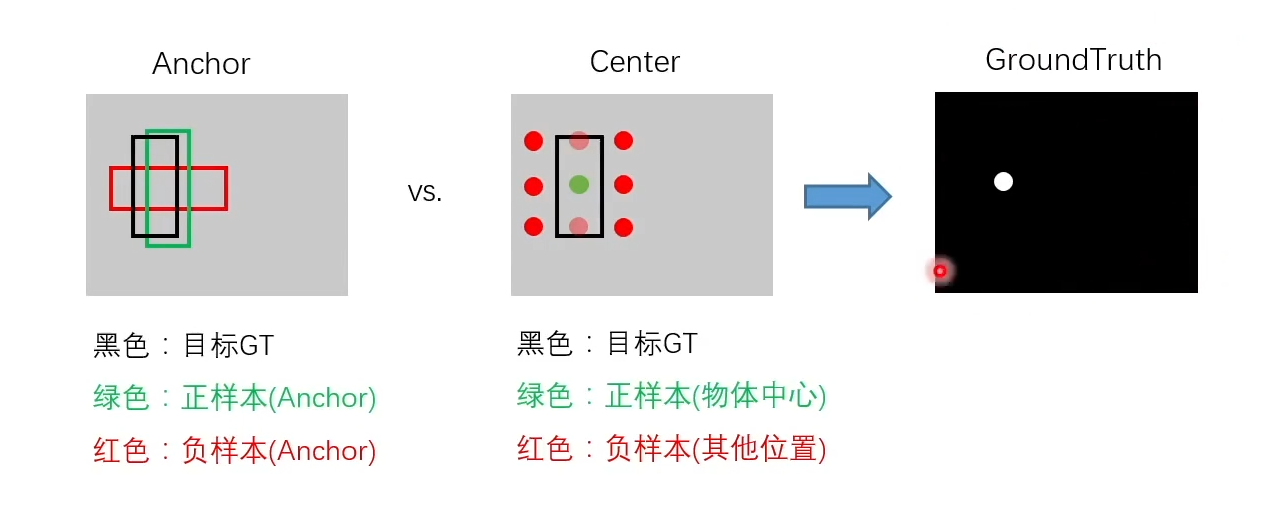 Anchor
Center
GroundTruth
vs.
黑色：目标GT
绿色：正样本(Anchor)
红色：负样本(Anchor)
黑色：目标GT
绿色：正样本(物体中心)
红色：负样本(其他位置)